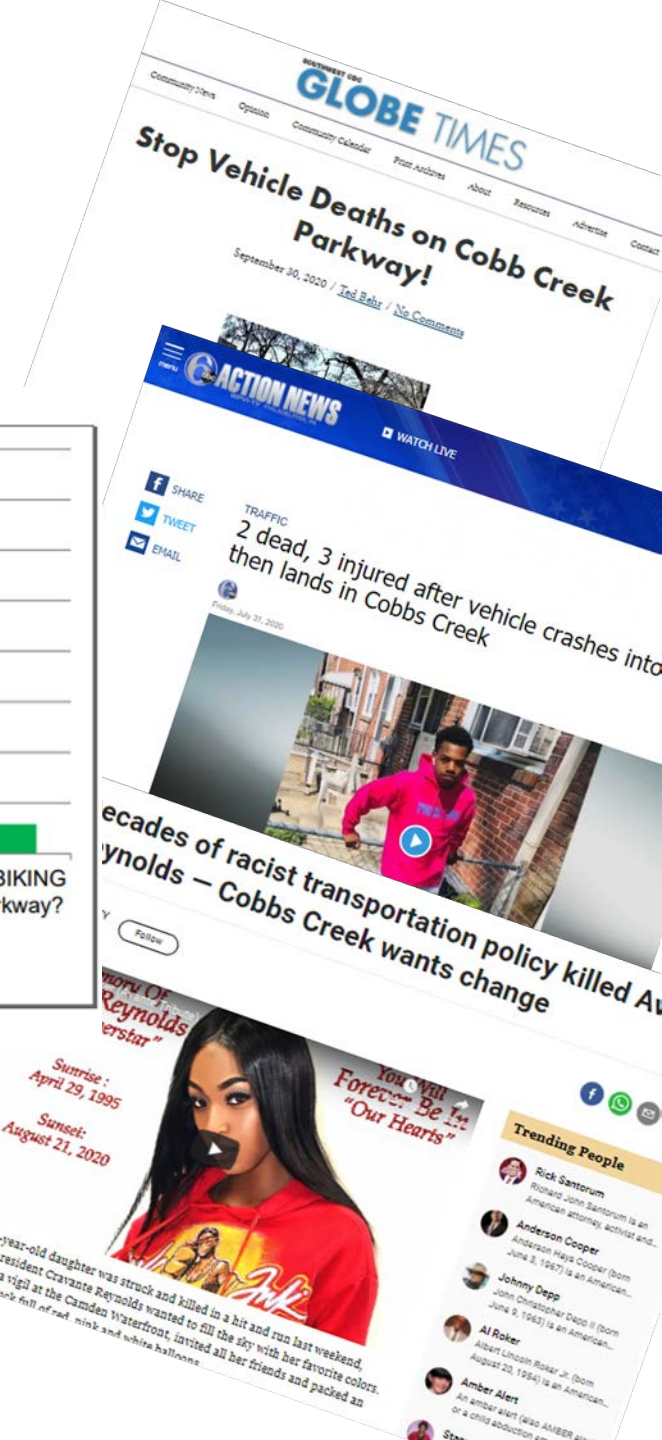 SOUTHWEST CDC
GLOBE TIMES
Community News Opinion Community Calendar Print Archives About Resources Advertise Contact
Stop Vehicle Deaths on Cobb Creek
Parkway!
September 30, 2020 / Ted Behr / No Comments
menu
6 ACTION NEWS
WATCH LIVE
SHARE
TWEET
EMAIL
TRAFFIC
2 dead, 3 injured after vehicle crashes into
then lands in Cobbs Creek
Friday, July 31, 2020
BIKING
kway?
ecades of racist transportation policy killed Av
ynolds — Cobbs Creek wants change
Y
Follow
mory Of
Reynolds
erstar"
Sunrise :
April 29, 1995
Sunset:
August 21, 2020
You Will
Forever Be In
"Our Hearts"
Ink
Trending People
Rick Santorum
Richard John Santorum is an
American attorney, activist and...
Anderson Cooper
Anderson Hays Cooper (born
June 3, 1967) is an American...
Johnny Depp
John Christopher Depp II (born
June 9, 1963) is an American...
Al Roker
Albert Lincoln Roker Jr. (born
August 20, 1954) is an American...
Amber Alert
An amber alert (also AMBER
or a child abduction
-year-old daughter was struck and killed in a hit and run last weekend,
resident Cravante Reynolds wanted to fill the sky with her favorite colors.
a vigil at the Camden Waterfront, invited all her friends and packed an
ck full of red, pink and white balloons